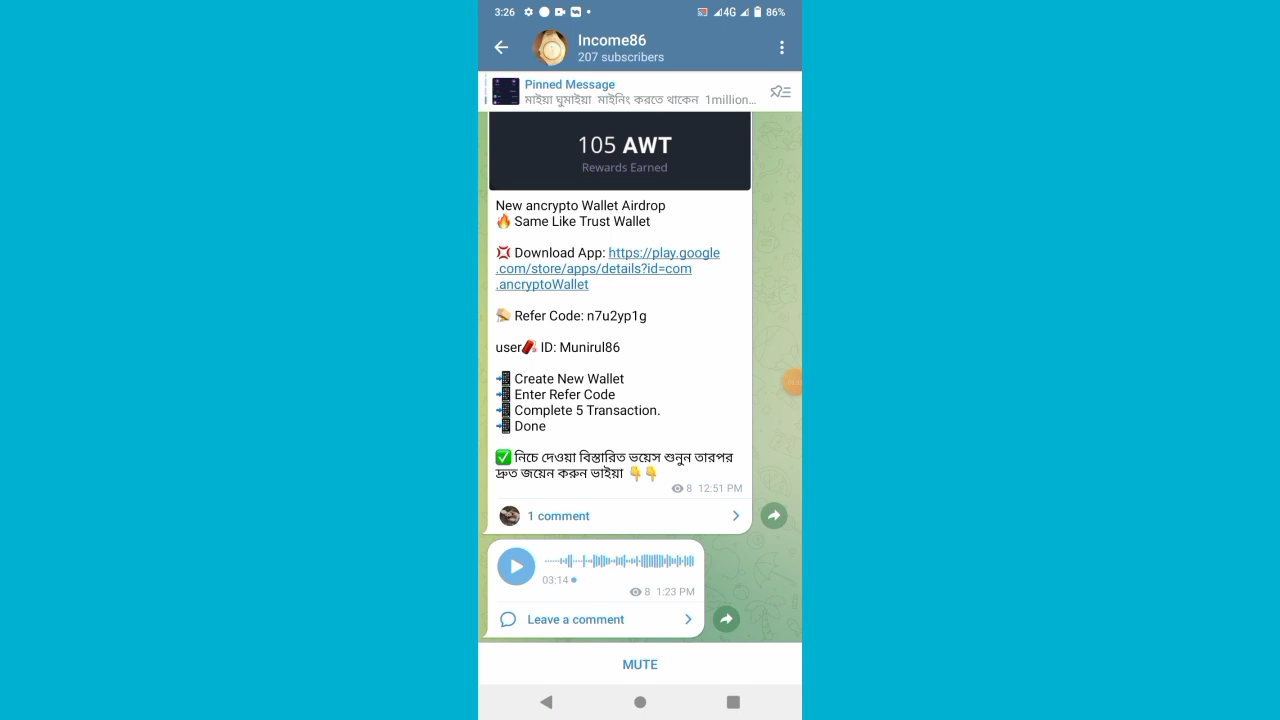 3:26 4G 86%
Income86
207 subscribers
Pinned Message
মাইয়া ঘুমাইয়া মাইনিং করতে থাকেন 1million...
105 AWT
Rewards Earned
New ancrypto Wallet Airdrop
🔥 Same Like Trust Wallet
💢 Download App: https://play.google
.com/store/apps/details?id=com
.ancryptoWallet
Refer Code: n7u2yp1g
user🧧 ID: Munirul86
📲 Create New Wallet
📲 Enter Refer Code
📲 Complete 5 Transaction.
📲 Done
✅ নিচে দেওয়া বিস্তারিত ভয়েস শুনুন তারপর
দ্রুত জয়েন করুন ভাইয়া 👇👇
8 12:51 PM
1 comment
03:14
8 1:23 PM
Leave a comment
MUTE